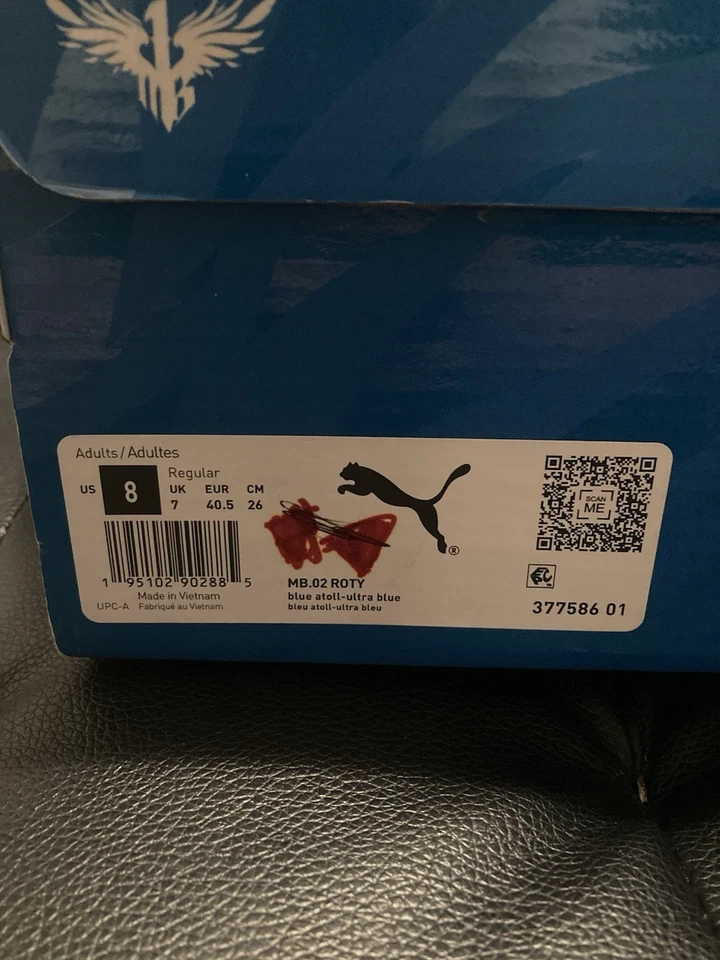 1
MB
Adults/Adultes
Regular
US 8 UK EUR CM
7 40.5 26
SCAN
ME
1 95102 90288 5
Made in Vietnam
UPC-A Fabriqué au Vietnam
MB.02 ROTY
blue atoll-ultra blue
bleu atoll-ultra bleu
®
377586 01